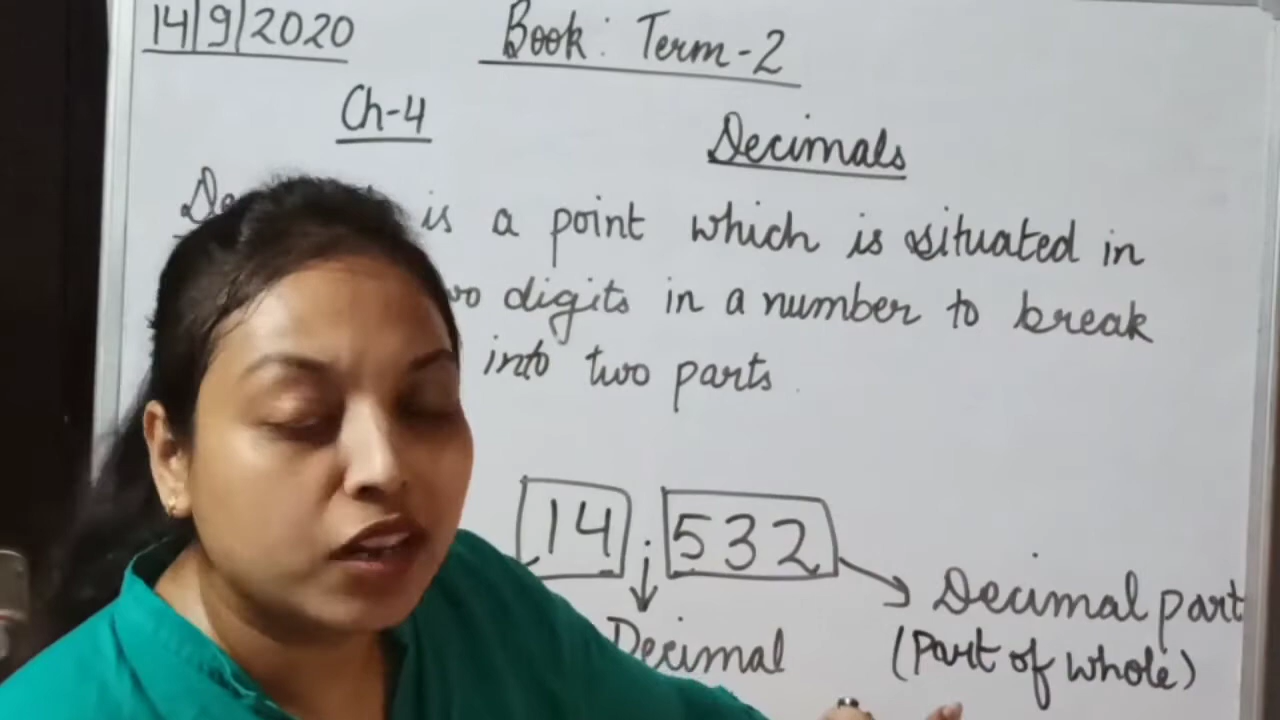 14|9|2020
Book: Term-2
Ch-4
Decimals
is a point which is situated in
digits in a number to break
into two parts
14 . 532
Decimal part
Decimal
(Part of whole)